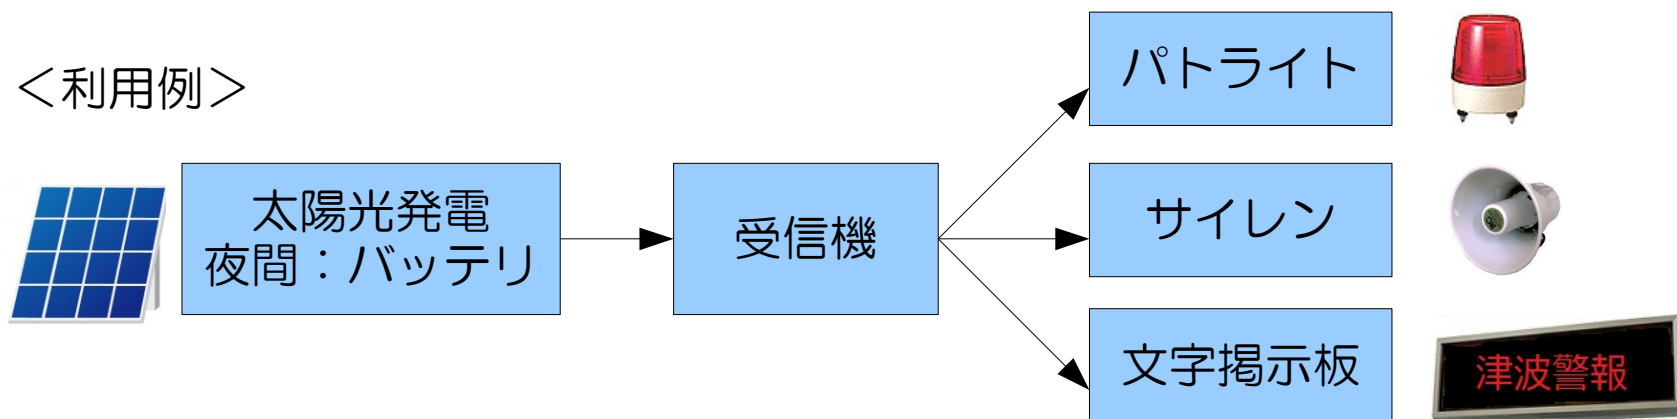 ＜利用例＞
太陽光発電
夜間：バッテリ
受信機
パトライト
サイレン
文字掲示板
津波警報